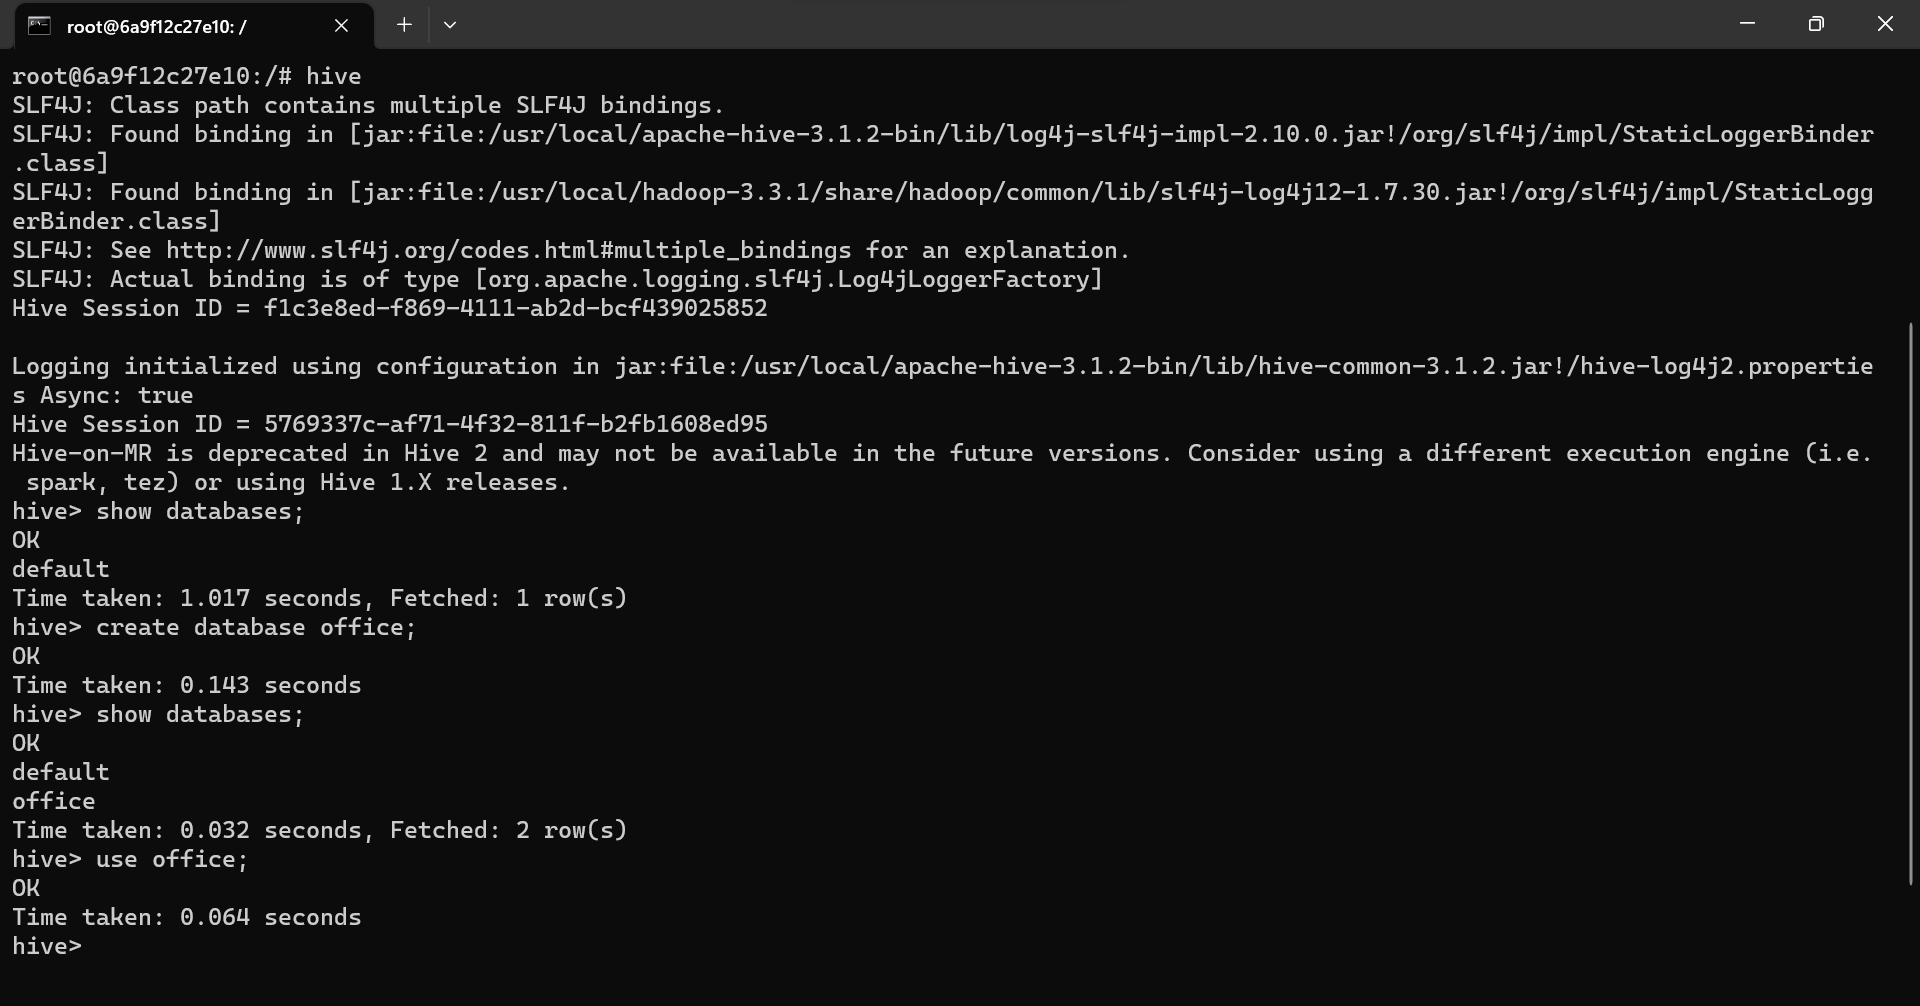 root@6a9f12c27e10: /
root@6a9f12c27e10:/# hive
SLF4J: Class path contains multiple SLF4J bindings.
SLF4J: Found binding in [jar:file:/usr/local/apache-hive-3.1.2-bin/lib/log4j-slf4j-impl-2.10.0.jar!/org/slf4j/impl/StaticLoggerBinder
.class]
SLF4J: Found binding in [jar:file:/usr/local/hadoop-3.3.1/share/hadoop/common/lib/slf4j-log4j12-1.7.30.jar!/org/slf4j/impl/StaticLogg
erBinder.class]
SLF4J: See http://www.slf4j.org/codes.html#multiple_bindings for an explanation.
SLF4J: Actual binding is of type [org.apache.logging.slf4j.Log4jLoggerFactory]
Hive Session ID = f1c3e8ed-f869-4111-ab2d-bcf439025852

Logging initialized using configuration in jar:file:/usr/local/apache-hive-3.1.2-bin/lib/hive-common-3.1.2.jar!/hive-log4j2.propertie
s Async: true
Hive Session ID = 5769337c-af71-4f32-811f-b2fb1608ed95
Hive-on-MR is deprecated in Hive 2 and may not be available in the future versions. Consider using a different execution engine (i.e.
 spark, tez) or using Hive 1.X releases.
hive> show databases;
OK
default
Time taken: 1.017 seconds, Fetched: 1 row(s)
hive> create database office;
OK
Time taken: 0.143 seconds
hive> show databases;
OK
default
office
Time taken: 0.032 seconds, Fetched: 2 row(s)
hive> use office;
OK
Time taken: 0.064 seconds
hive>